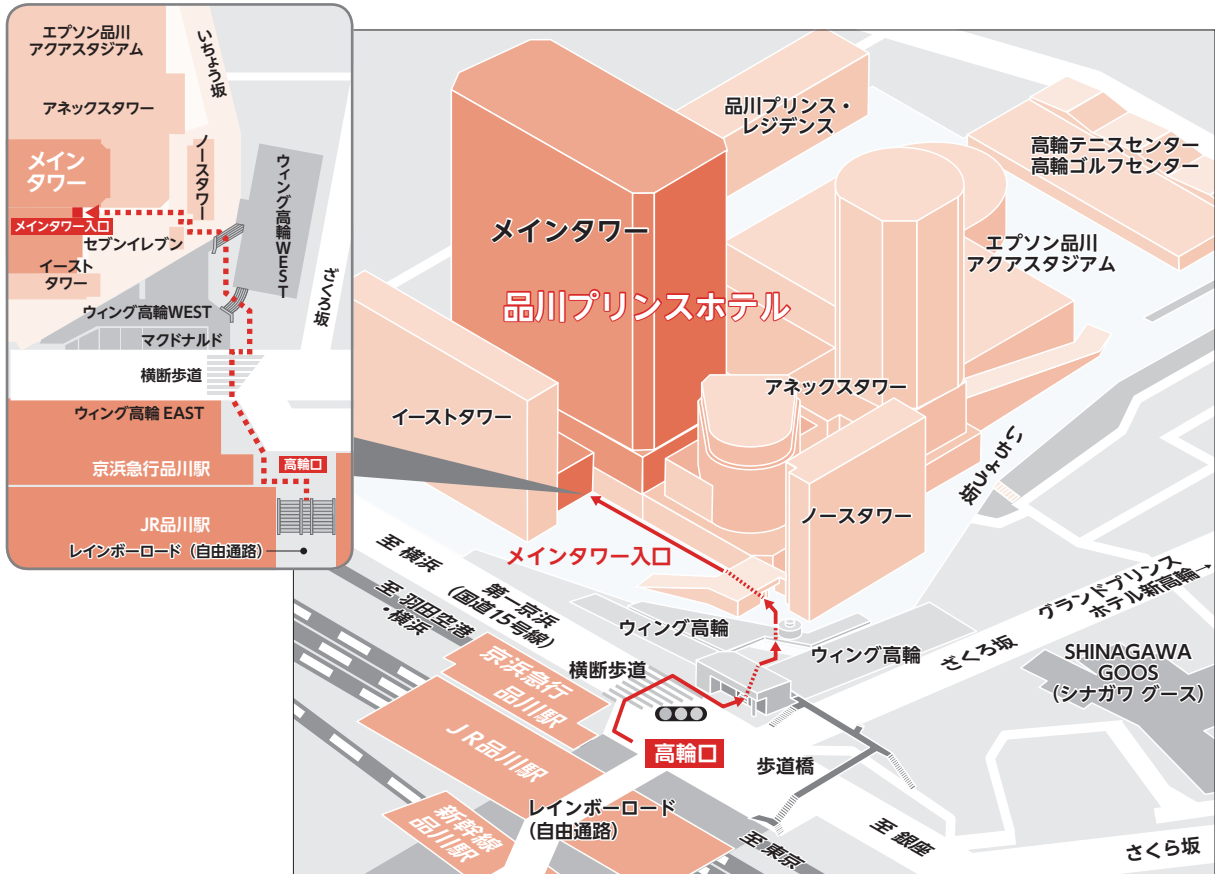 エプソン品川
アクアスタジアム
いちょう坂
アネックスタワー
メイン
タワー
ノースタワー
ウィング高輪WEST
メインタワー入口
セブンイレブン
イースト
タワー
ざくろ坂
ウィング高輪WEST
マクドナルド
横断歩道
ウィング高輪 EAST
京浜急行品川駅
高輪口
JR品川駅
レインボーロード（自由通路）
品川プリンス・
レジデンス
高輪テニスセンター
高輪ゴルフセンター
メインタワー
エプソン品川
アクアスタジアム
品川プリンスホテル
アネックスタワー
イーストタワー
いちょう坂
ノースタワー
メインタワー入口
至 横浜
第一京浜
（国道15号線）
至 羽田空港
・横浜
グランドプリンス
ホテル新高輪→
ウィング高輪
ウィング高輪
ざくろ坂
SHINAGAWA
GOOS
（シナガワ グース）
横断歩道
京浜急行
品川駅
JR品川駅
高輪口
歩道橋
レインボーロード
（自由通路）
新幹線
品川駅
至 東京
至 銀座
さくら坂